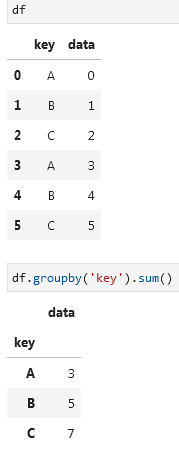 df
key data
0 A 0
1 B 1
2 C 2
3 A 3
4 B 4
5 C 5
df.groupby('key').sum()
data
key
A 3
B 5
C 7